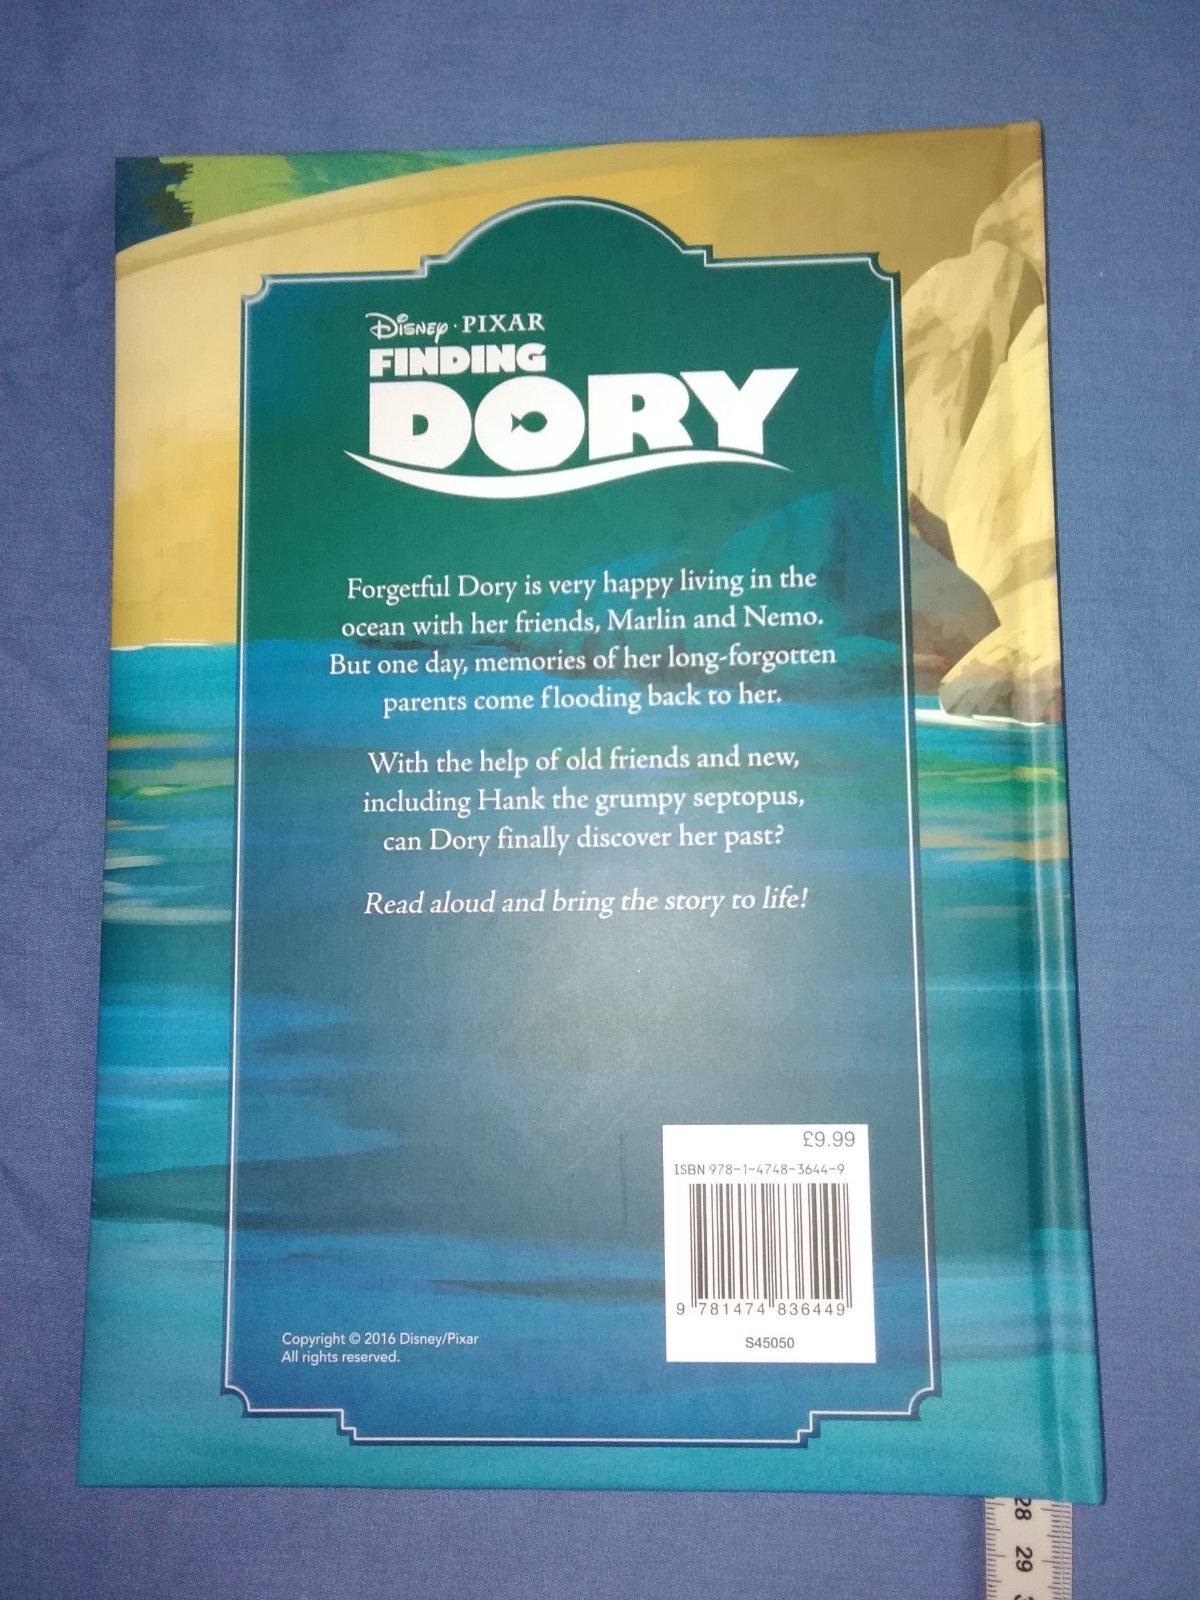 Disney · PIXAR
FINDING
DORY
Forgetful Dory is very happy living in the
ocean with her friends, Marlin and Nemo.
But one day, memories of her long-forgotten
parents come flooding back to her.
With the help of old friends and new,
including Hank the grumpy septopus,
can Dory finally discover her past?
Read aloud and bring the story to life!
£9.99
ISBN 978-1-4748-3644-9
9 781474 836449
S45050
Copyright © 2016 Disney/Pixar
All rights reserved.
28
29